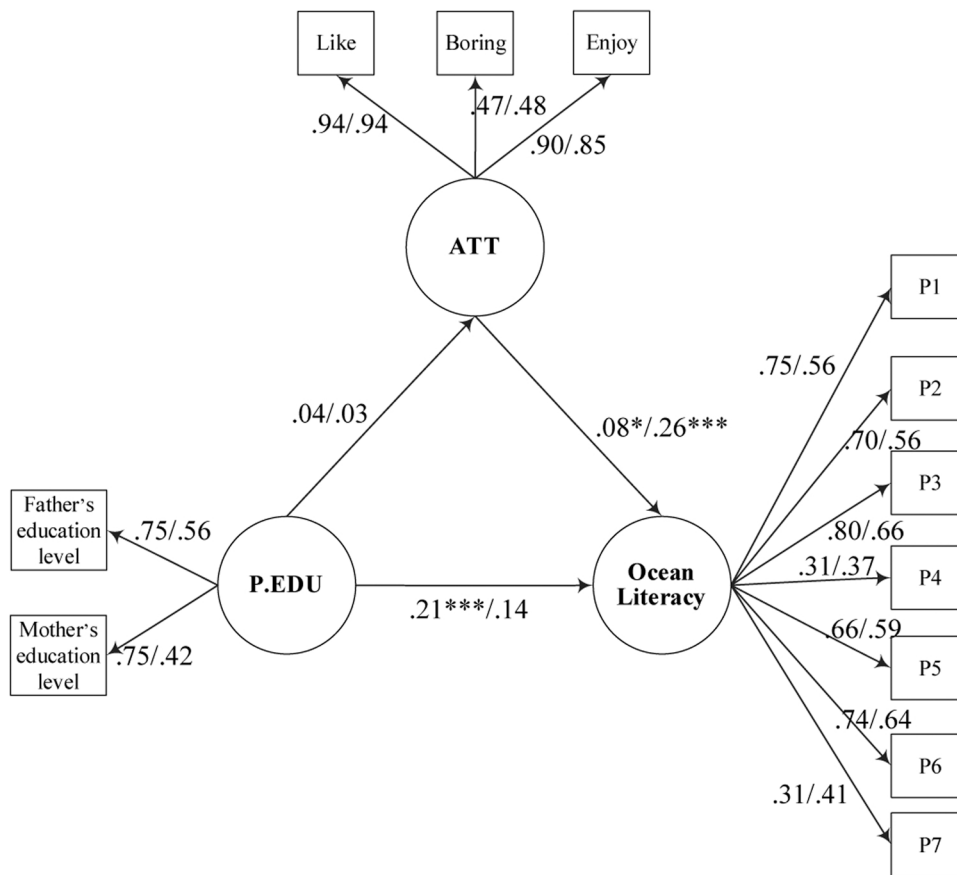 Like
Boring
Enjoy
.94/.94
.47/.48
.90/.85
ATT
P1
.75/.56
P2
.04/.03
.08*/.26***
.70/.56
P3
Father's
education
level
.75/.56
.80/.66
P.EDU
Ocean
Literacy
.31/.37
P4
.21***/.14
Mother's
education
level
.75/.42
.66/.59
P5
.74/.64
P6
.31/.41
P7